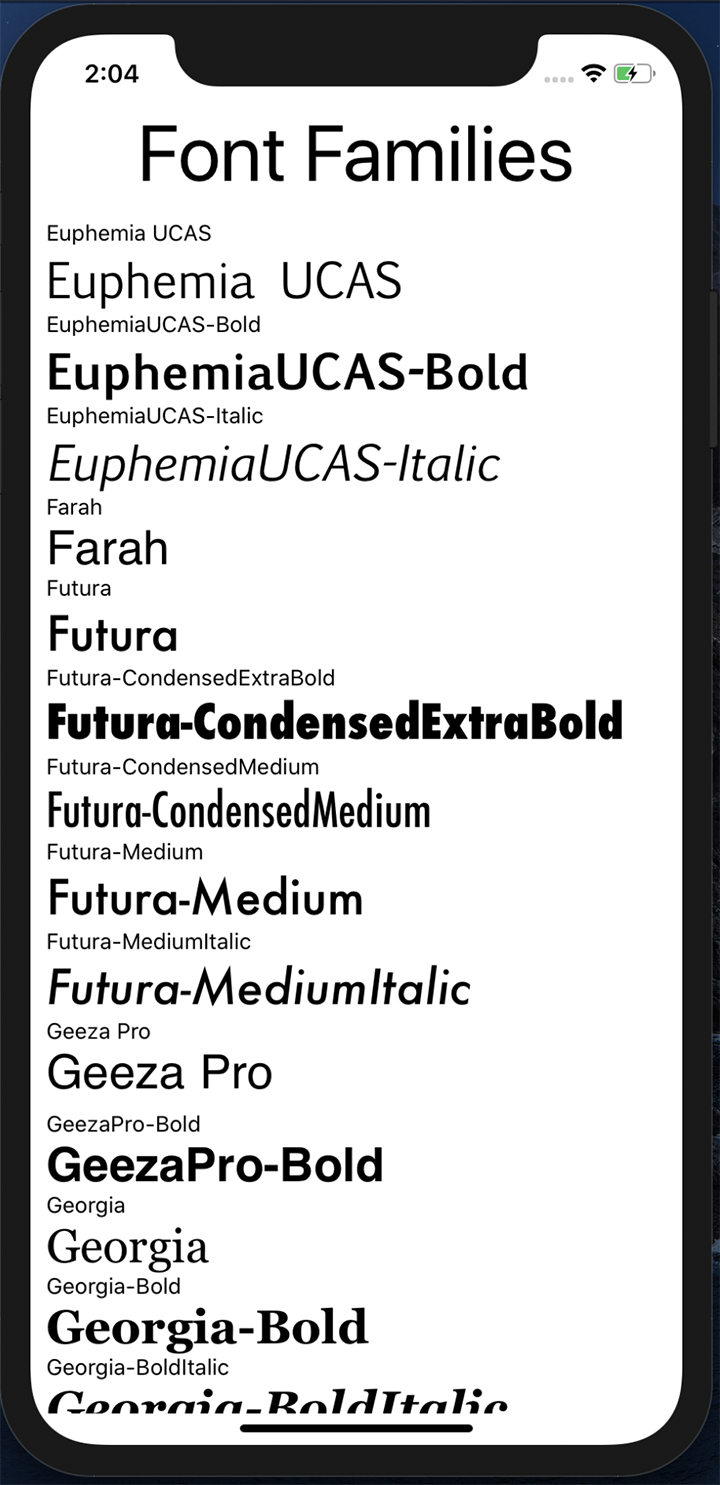 2:04
Font Families
Euphemia UCAS
Euphemia UCAS
EuphemiaUCAS-Bold
EuphemiaUCAS-Bold
EuphemiaUCAS-Italic
EuphemiaUCAS-Italic
Farah
Farah
Futura
Futura
Futura-CondensedExtraBold
Futura-CondensedExtraBold
Futura-CondensedMedium
Futura-CondensedMedium
Futura-Medium
Futura-Medium
Futura-MediumItalic
Futura-MediumItalic
Geeza Pro
Geeza Pro
GeezaPro-Bold
GeezaPro-Bold
Georgia
Georgia
Georgia-Bold
Georgia-Bold
Georgia-BoldItalic
Georgia-BoldItalic